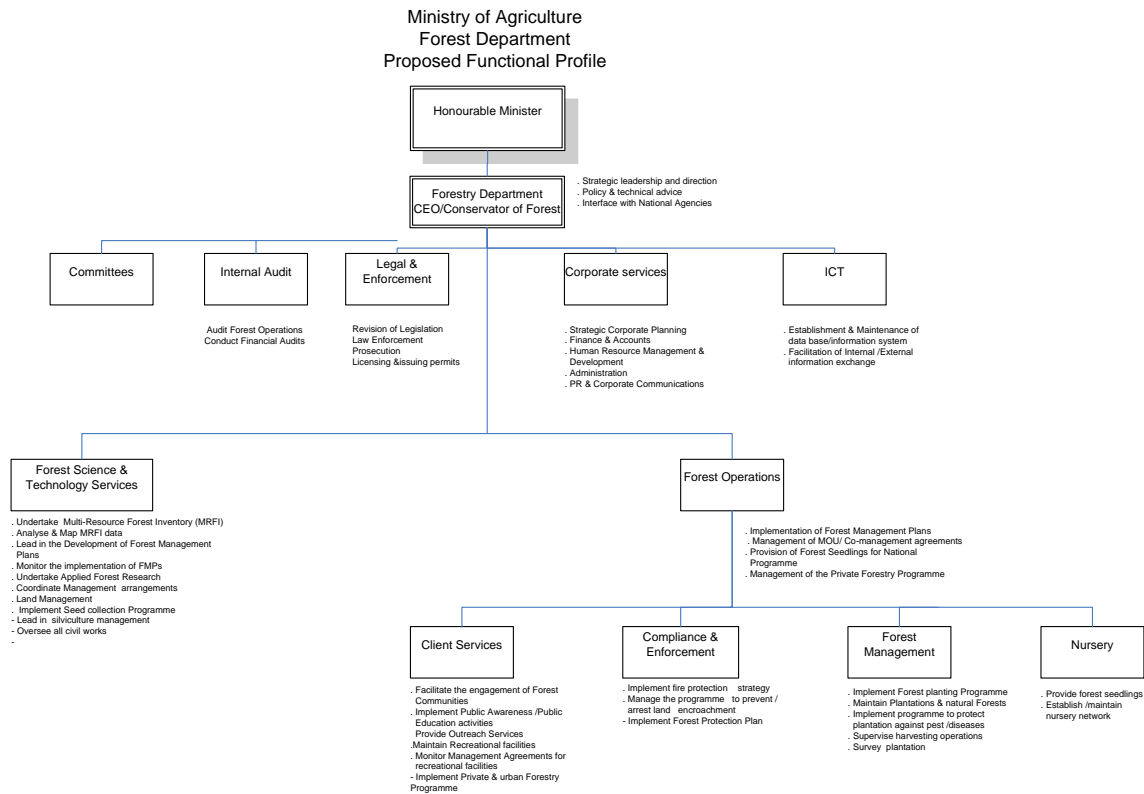 Ministry of Agriculture
Forest Department
Proposed Functional Profile
Honourable Minister
Forestry Department
CEO/Conservator of Forest
. Strategic leadership and direction
. Policy & technical advice
. Interface with National Agencies
Committees
Internal Audit
Legal &
Enforcement
Corporate services
ICT
Audit Forest Operations
Conduct Financial Audits
Revision of Legislation
Law Enforcement
Prosecution
Licensing &issuing permits
. Strategic Corporate Planning
. Finance & Accounts
. Human Resource Management &
Development
. Administration
. PR & Corporate Communications
. Establishment & Maintenance of
data base/information system
. Facilitation of Internal /External
information exchange
Forest Science &
Technology Services
. Undertake Multi-Resource Forest Inventory (MRFI)
. Analyse & Map MRFI data
. Lead in the Development of Forest Management
Plans
. Monitor the implementation of FMPs
. Undertake Applied Forest Research
. Coordinate Management arrangements
. Land Management
. Implement Seed collection Programme
- Lead in silviculture management
- Oversee all civil works
-
Forest Operations
. Implementation of Forest Management Plans
. Management of MOU/ Co-management agreements
. Provision of Forest Seedlings for National
Programme
. Management of the Private Forestry Programme
Client Services
. Facilitate the engagement of Forest
Communities
. Implement Public Awareness /Public
Education activities
Provide Outreach Services
.Maintain Recreational facilities
. Monitor Management Agreements for
recreational facilities
- Implement Private & urban Forestry
Programme
Compliance &
Enforcement
. Implement fire protection strategy
. Manage the programme to prevent /
arrest land encroachment
- Implement Forest Protection Plan
Forest
Management
. Implement Forest planting Programme
. Maintain Plantations & natural Forests
. Implement programme to protect
plantation against pest /diseases
. Supervise harvesting operations
. Survey plantation
Nursery
. Provide forest seedlings
. Establish /maintain
nursery network